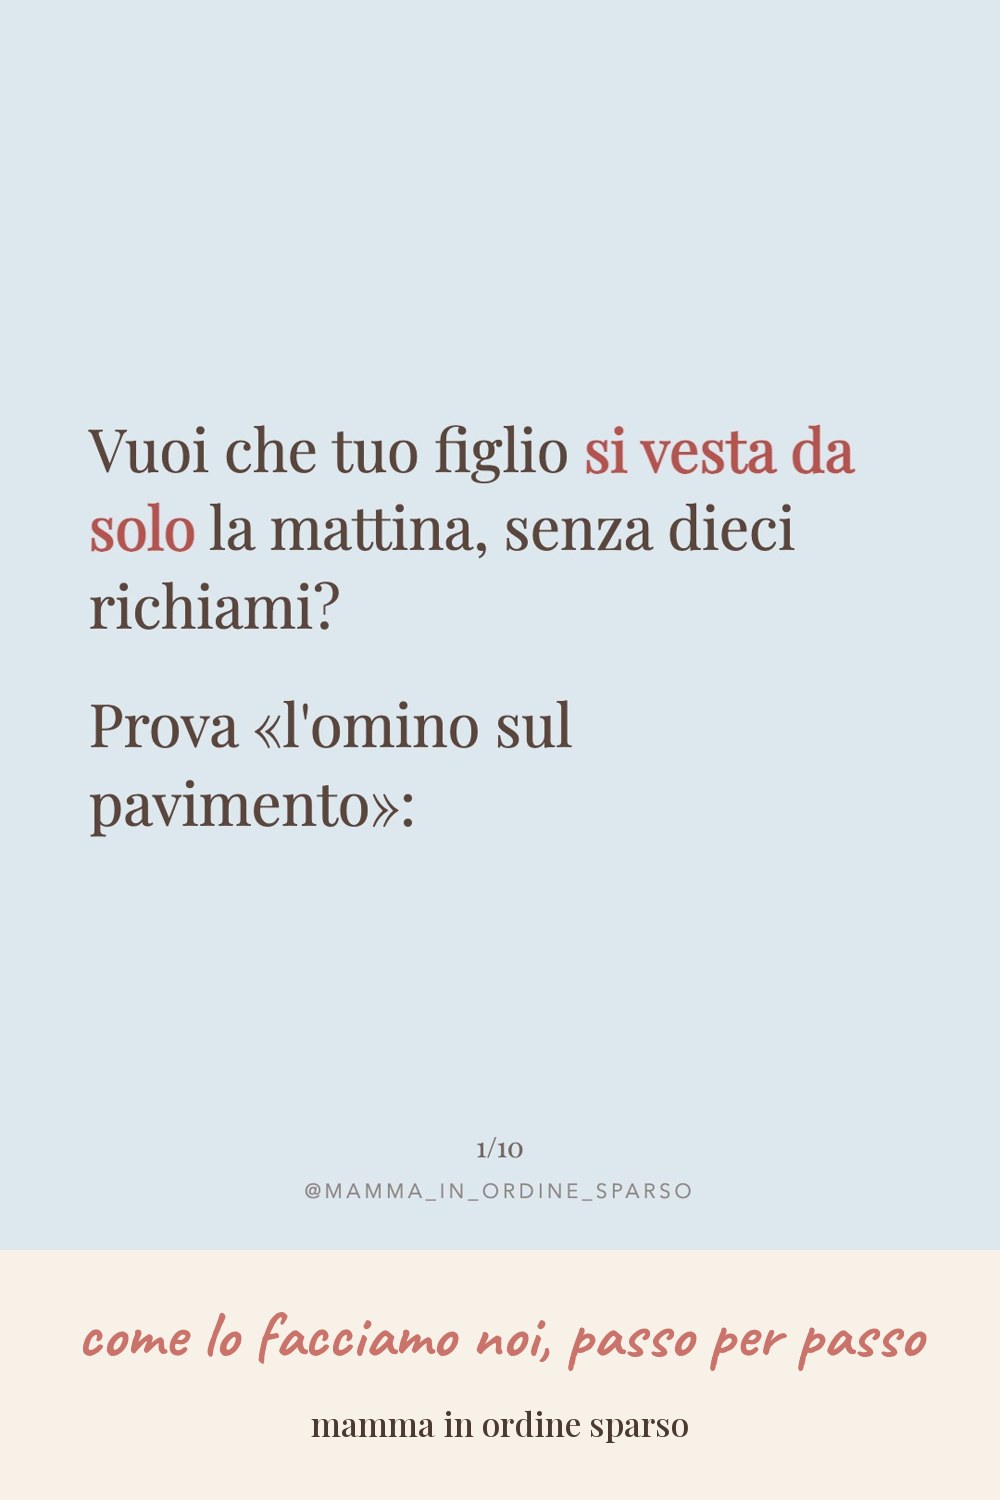 Vuoi che tuo figlio si vesta da
solo la mattina, senza dieci
richiami?
Prova «l'omino sul
pavimento»:
1/10
@MAMMA_IN_ORDINE_SPARSO
come lo facciamo noi, passo per passo
mamma in ordine sparso